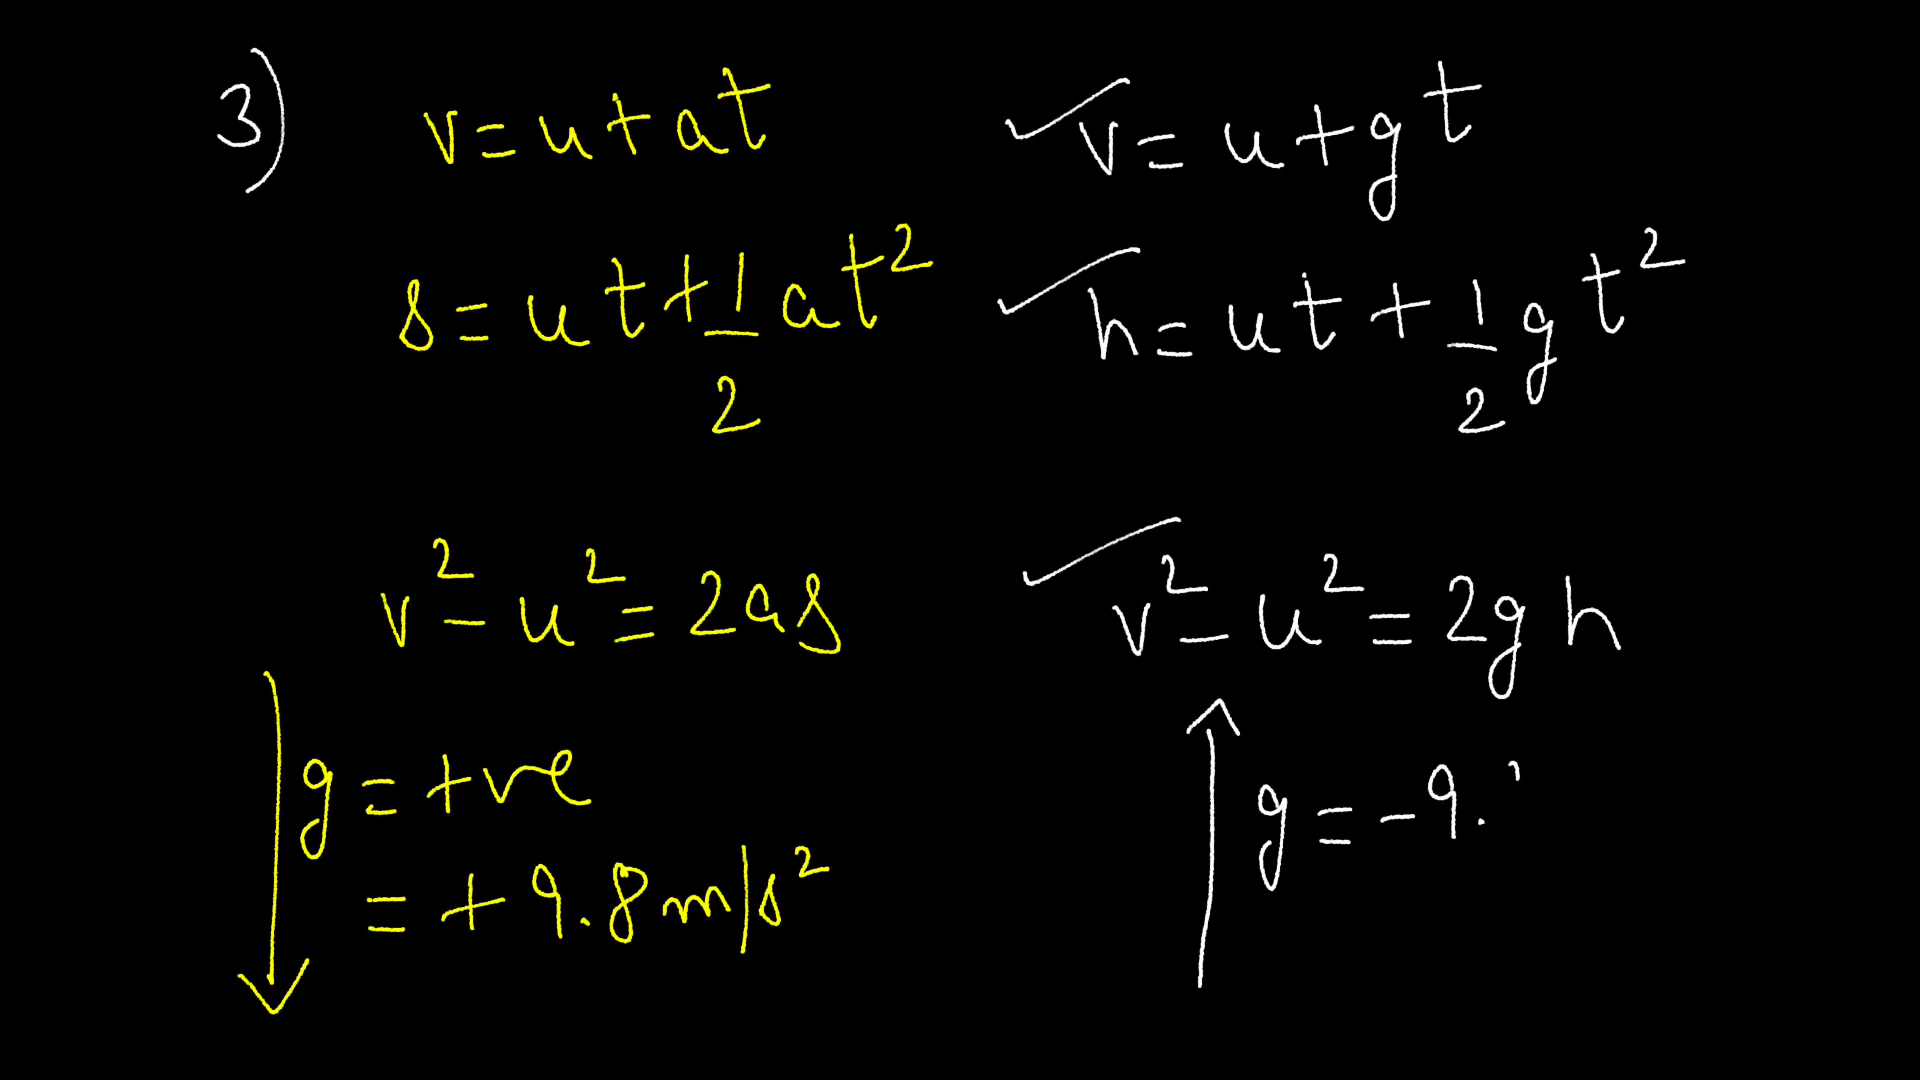 3) v=u+at ✓v=u+gt
s=ut+1/2at² ✓h=ut+1/2gt²
v²-u²=2as ✓v²-u²=2gh
g=+ve g=-9.
=+9.8m/s²